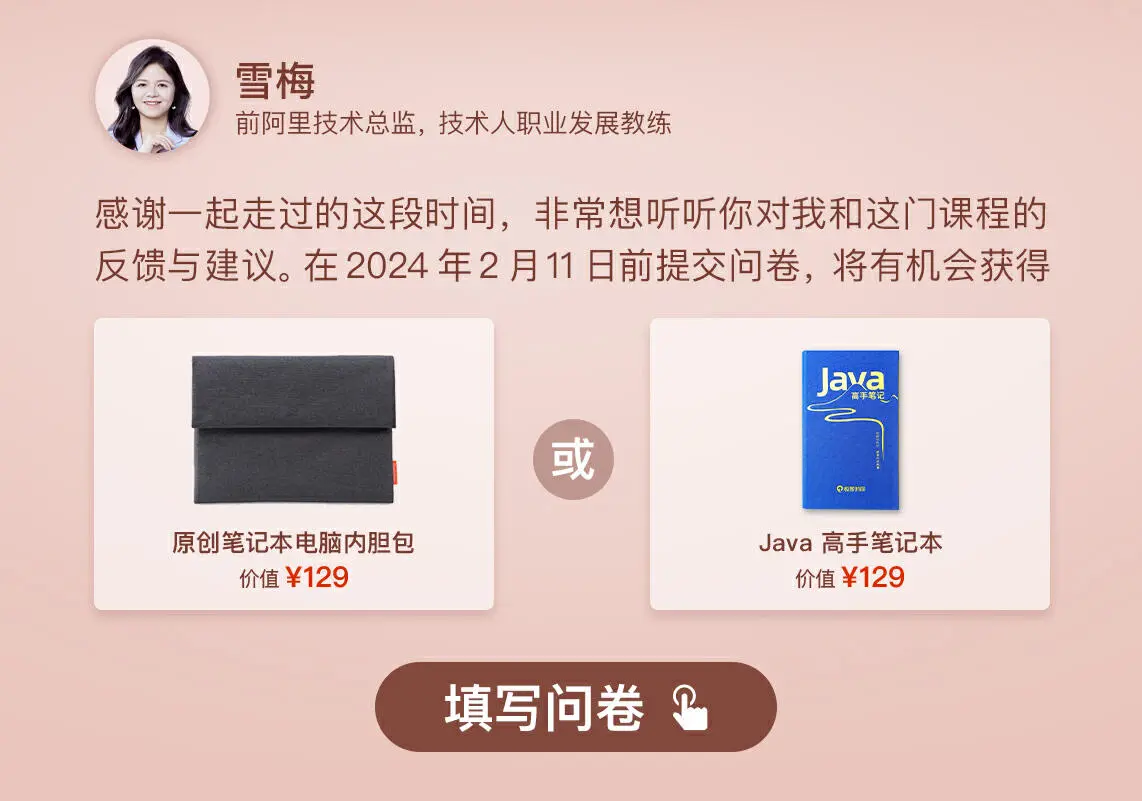 雪梅
前阿里技术总监，技术人职业发展教练
感谢一起走过的这段时间，非常想听听你对我和这门课程的
反馈与建议。在 2024 年 2 月 11 日前提交问卷，将有机会获得
原创笔记本电脑内胆包
价值 ¥129
或
Java
高手笔记
极客时间
Java 高手笔记本
价值 ¥129
填写问卷